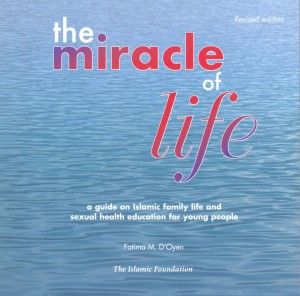 Revised edition
the
miracle
of
life
a guide on Islamic family life and
sexual health education for young people
Fatima M. D'Oyen
The Islamic Foundation